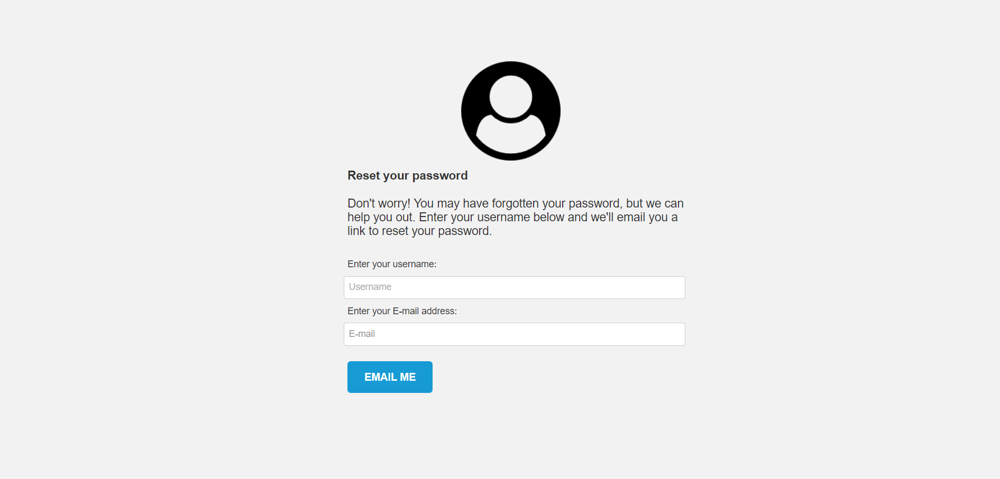 Reset your password
Don't worry! You may have forgotten your password, but we can
help you out. Enter your username below and we'll email you a
link to reset your password.
Enter your username:
Username
Enter your E-mail address:
E-mail
EMAIL ME